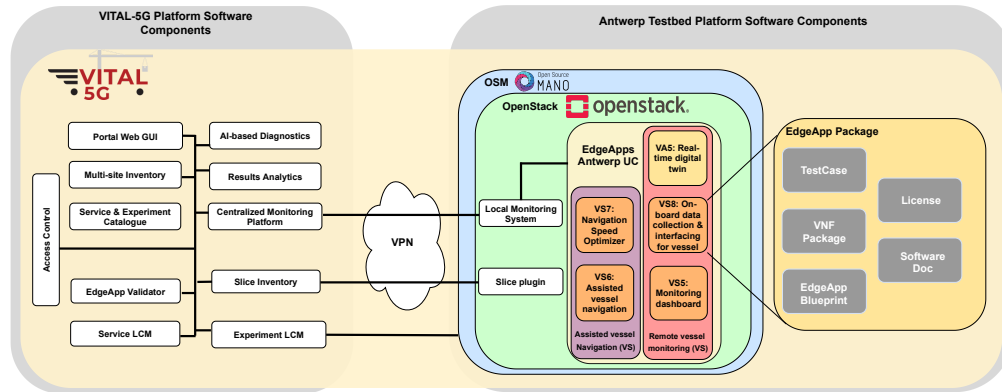 VITAL-5G Platform Software
Components
Antwerp Testbed Platform Software Components
VITAL
5G
Portal Web GUI
AI-based Diagnostics
Multi-site Inventory
Results Analytics
Service & Experiment
Catalogue
Centralized Monitoring
Platform
Access Control
EdgeApp Validator
Slice Inventory
Service LCM
Experiment LCM
VPN
OSM
Open Source
MANO
OpenStack
openstack.
Local Monitoring
System
Slice plugin
EdgeApps
Antwerp UC
VS7:
Navigation
Speed
Optimizer
VS6:
Assisted
vessel
navigation
Assisted vessel
Navigation (VS)
VA5: Real-
time digital
twin
VS8: On-
board data
collection &
interfacing
for vessel
VS5:
Monitoring
dashboard
Remote vessel
monitoring (VS)
EdgeApp Package
TestCase
License
VNF
Package
Software
Doc
EdgeApp
Blueprint